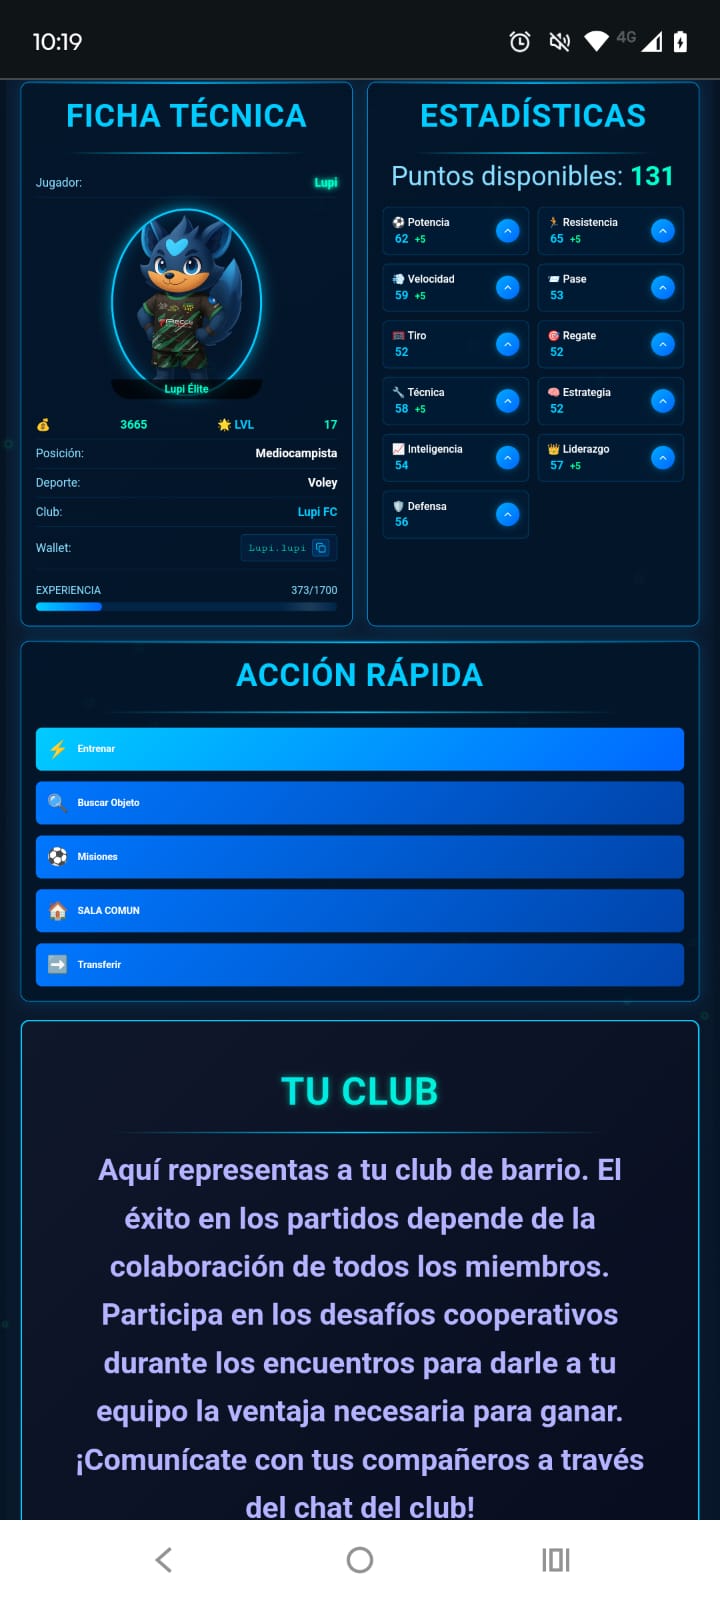 10:19
4G
FICHA TÉCNICA
Jugador: Lupi
Lupi Élite
3665 LVL 17
Posición: Mediocampista
Deporte: Voley
Club: Lupi FC
Wallet: Lupi.lupi
EXPERIENCIA 373/1700
ESTADÍSTICAS
Puntos disponibles: 131
Potencia
62 +5
Resistencia
65 +5
Velocidad
59 +5
Pase
53
Tiro
52
Regate
52
Técnica
58 +5
Estrategia
52
Inteligencia
54
Liderazgo
57 +5
Defensa
56
ACCIÓN RÁPIDA
Entrenar
Buscar Objeto
Misiones
SALA COMUN
Transferir
TU CLUB
Aquí representas a tu club de barrio. El
éxito en los partidos depende de la
colaboración de todos los miembros.
Participa en los desafíos cooperativos
durante los encuentros para darle a tu
equipo la ventaja necesaria para ganar.
¡Comunícate con tus compañeros a través
del chat del club!